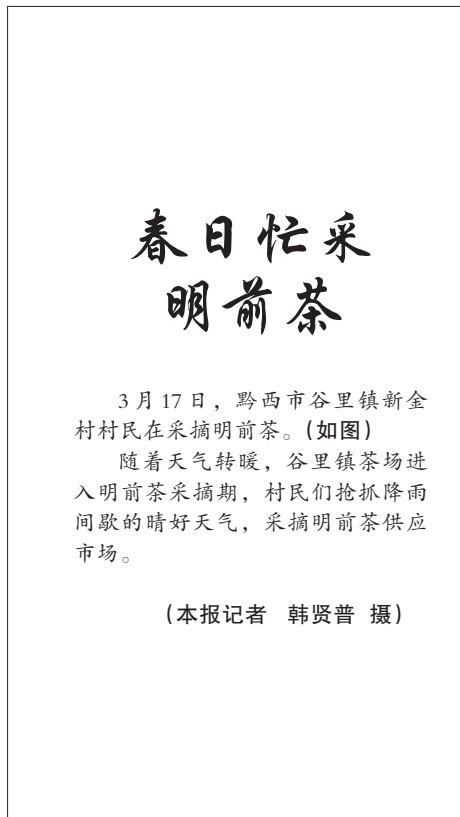 春日忙采
明前茶
3月17日，黔西市谷里镇新金
村村民在采摘明前茶。(如图)
随着天气转暖，谷里镇茶场进
入明前茶采摘期，村民们抢抓降雨
间歇的晴好天气，采摘明前茶供应
市场。
(本报记者 韩贤普 摄)